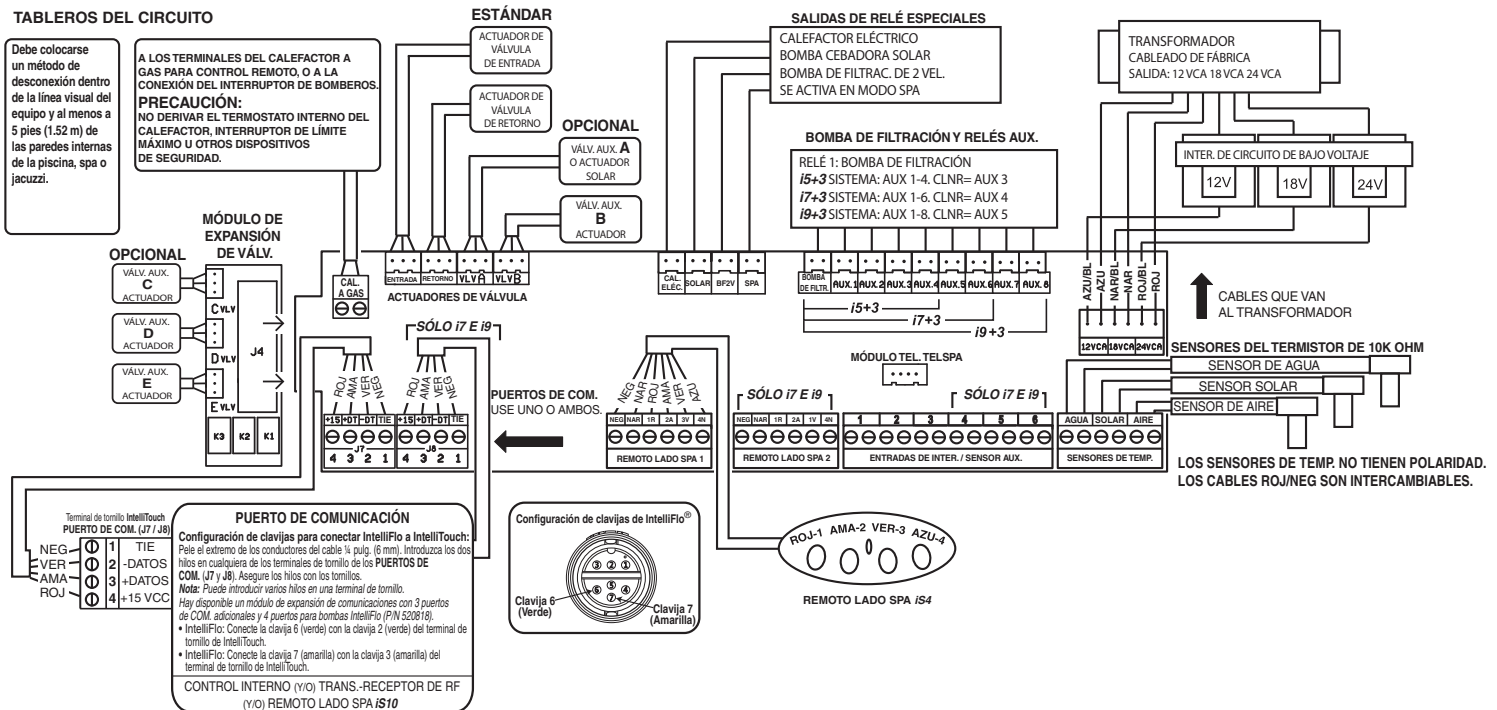 TABLEROS DEL CIRCUITO
Debe colocarse
un método de
desconexión dentro
de la línea visual del
equipo y al menos a
5 pies (1.52 m) de
las paredes internas
de la piscina, spa o
jacuzzi.
A LOS TERMINALES DEL CALEFACTOR A
GAS PARA CONTROL REMOTO, O A LA
CONEXIÓN DEL INTERRUPTOR DE BOMBEROS.
PRECAUCIÓN:
NO DERIVAR EL TERMOSTATO INTERNO DEL
CALEFACTOR, INTERRUPTOR DE LÍMITE
MÁXIMO U OTROS DISPOSITIVOS
DE SEGURIDAD.
ESTÁNDAR
ACTUADOR DE
VÁLVULA
DE ENTRADA
ACTUADOR DE
VÁLVULA
DE RETORNO
OPCIONAL
VÁLV. AUX. A
O ACTUADOR
SOLAR
VÁLV. AUX.
B
ACTUADOR
SALIDAS DE RELÉ ESPECIALES
CALEFACTOR ELÉCTRICO
BOMBA CEBADORA SOLAR
BOMBA DE FILTRAC. DE 2 VEL.
SE ACTIVA EN MODO SPA
BOMBA DE FILTRACIÓN Y RELÉS AUX.
RELÉ 1: BOMBA DE FILTRACIÓN
i5+3 SISTEMA: AUX 1-4. CLNR= AUX 3
i7+3 SISTEMA: AUX 1-6. CLNR= AUX 4
i9+3 SISTEMA: AUX 1-8. CLNR= AUX 5
TRANSFORMADOR
CABLEADO DE FÁBRICA
SALIDA: 12 VCA 18 VCA 24 VCA
INTER. DE CIRCUITO DE BAJO VOLTAJE
12V 18V 24V
MÓDULO DE
EXPANSIÓN
DE VÁLV.
OPCIONAL
VÁLV. AUX.
C
ACTUADOR
VÁLV. AUX.
D
ACTUADOR
VÁLV. AUX.
E
ACTUADOR
C VLV
D VLV
E VLV
J4
K3 K2 K1
CAL.
A GAS
ENTRADA RETORNO VLV A VLV B
ACTUADORES DE VÁLVULA
CAL.
ELÉC. SOLAR BF2V SPA
BOMBA
DE FILTR. AUX.1 AUX.2 AUX.3 AUX.4 AUX.5 AUX.6 AUX.7 AUX.8
i5+3
i7+3
i9+3
AZU/BL
AZU
NAR/BL
NAR
ROJ/BL
ROJ
12VCA 18VCA 24VCA
CABLES QUE VAN
AL TRANSFORMADOR
SÓLO i7 E i9
ROJ AMA VER NEG
ROJ AMA VER NEG
+15 +DT -DT TIE
J7
4 3 2 1
+15 +DT -DT TIE
J8
4 3 2 1
PUERTOS DE COM.
USE UNO O AMBOS.
NEG NAR ROJ AMA VER AZU
NEG NAR 1R 2A 3V 4N
REMOTO LADO SPA 1
SÓLO i7 E i9
NEG NAR 1R 2A 1V 4N
REMOTO LADO SPA 2
MÓDULO TEL. TELSPA
SÓLO i7 E i9
1 2 3 4 5 6
ENTRADAS DE INTER. / SENSOR AUX.
AGUA SOLAR AIRE
SENSORES DE TEMP.
SENSORES DEL TERMISTOR DE 10K OHM
SENSOR DE AGUA
SENSOR SOLAR
SENSOR DE AIRE
LOS SENSORES DE TEMP. NO TIENEN POLARIDAD.
LOS CABLES ROJ/NEG SON INTERCAMBIABLES.
Terminal de tornillo IntelliTouch
PUERTO DE COM. (J7 / J8)
NEG 1 TIE
VER 2 -DATOS
AMA 3 +DATOS
ROJ 4 +15 VCC
PUERTO DE COMUNICACIÓN
Configuración de clavijas para conectar IntelliFlo a IntelliTouch:
Pele el extremo de los conductores del cable ¼ pulg. (6 mm). Introduzca los dos
hilos en cualquiera de los terminales de tornillo de los PUERTOS DE
COM. (J7 y J8). Asegure los hilos con los tornillos.
Nota: Puede introducir varios hilos en una terminal de tornillo.
Hay disponible un módulo de expansión de comunicaciones con 3 puertos
de COM. adicionales y 4 puertos para bombas IntelliFlo (P/N 520818).
• IntelliFlo: Conecte la clavija 6 (verde) con la clavija 2 (verde) del terminal de
tornillo de IntelliTouch.
• IntelliFlo: Conecte la clavija 7 (amarilla) con la clavija 3 (amarilla) del
terminal de tornillo de IntelliTouch.
CONTROL INTERNO (Y/O) TRANS.-RECEPTOR DE RF
(Y/O) REMOTO LADO SPA iS10
Configuración de clavijas de IntelliFlo®
3 2 1
6 5 4
7
Clavija 6
(Verde)
Clavija 7
(Amarilla)
ROJ-1 AMA-2 VER-3 AZU-4
REMOTO LADO SPA iS4